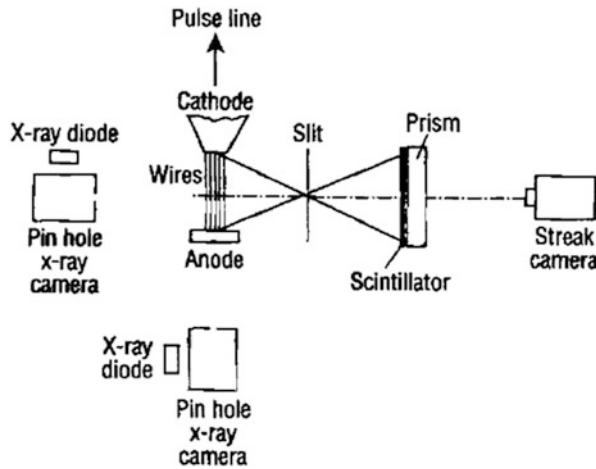 Pulse line
Cathode
X-ray diode
Slit
Prism
Wires
Pin hole
x-ray
camera
Anode
Streak
camera
Scintillator
X-ray
diode
Pin hole
x-ray
camera